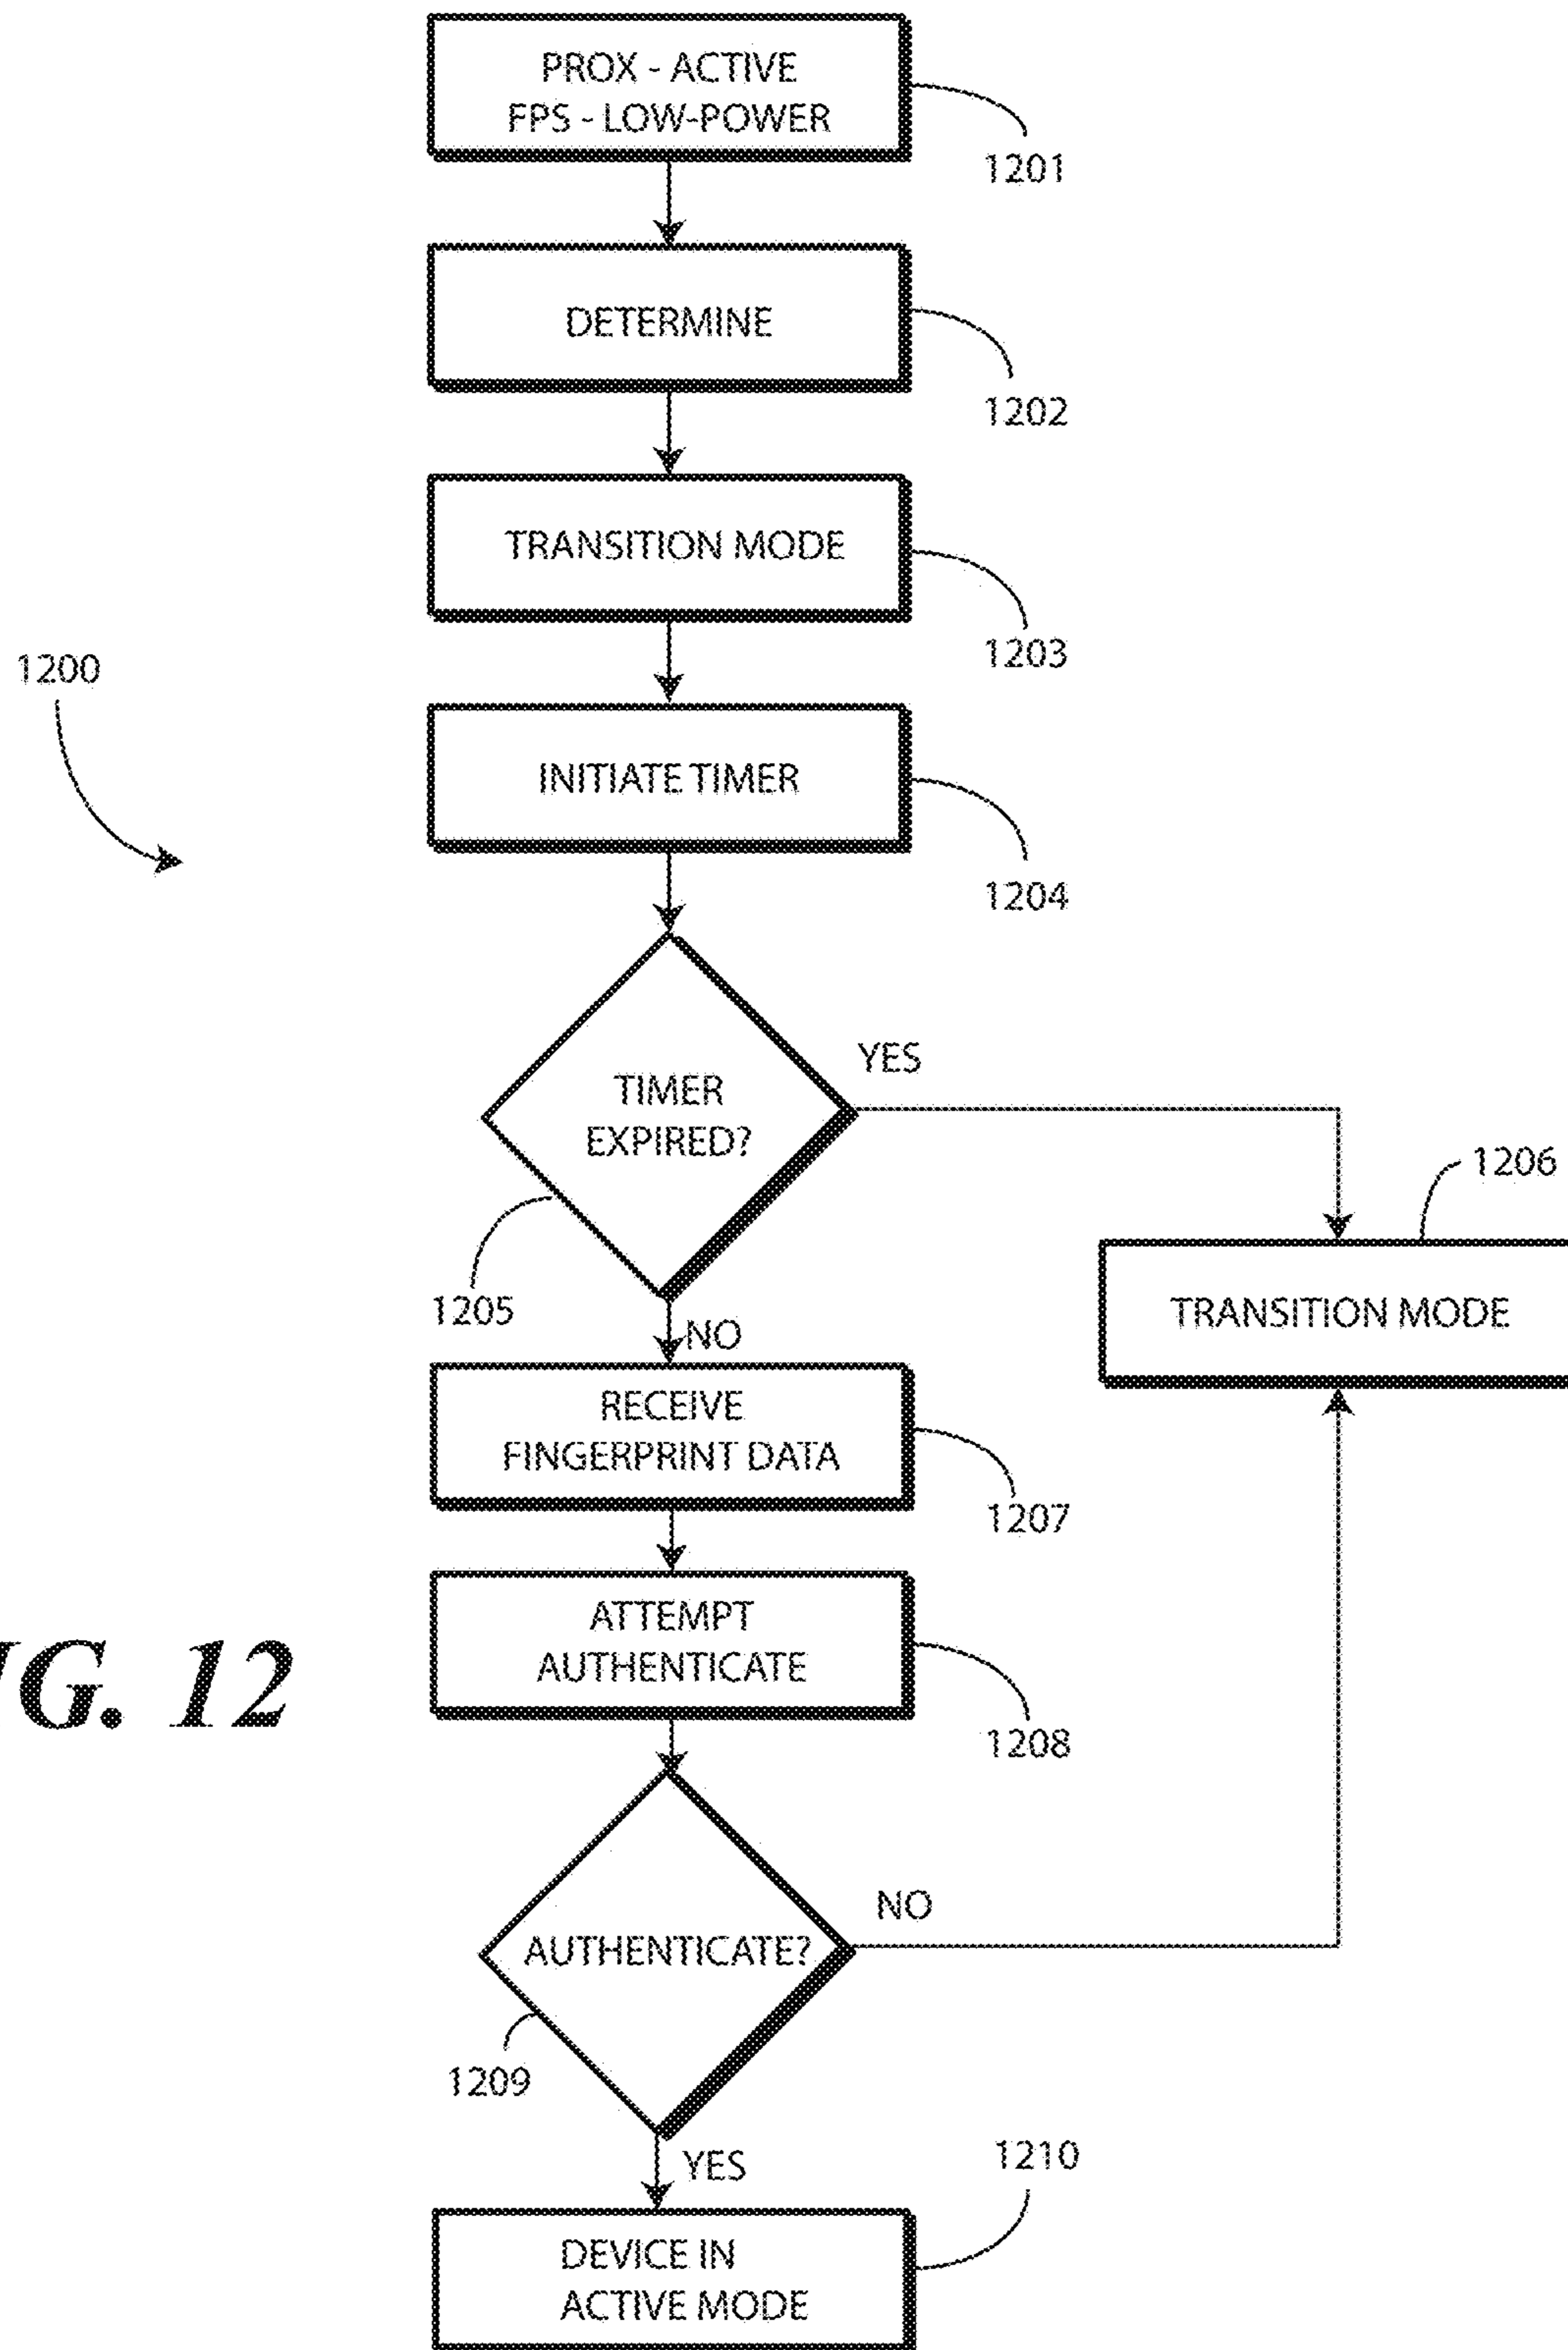 PROX - ACTIVE
FPS - LOW-POWER
1201
DETERMINE
1202
TRANSITION MODE
1203
1200
INITIATE TIMER
1204
YES
TIMER
EXPIRED?
1205
NO
1206
TRANSITION MODE
RECEIVE
FINGERPRINT DATA
1207
ATTEMPT
AUTHENTICATE
1208
G. 12
NO
AUTHENTICATE?
1209
YES
1210
DEVICE IN
ACTIVE MODE